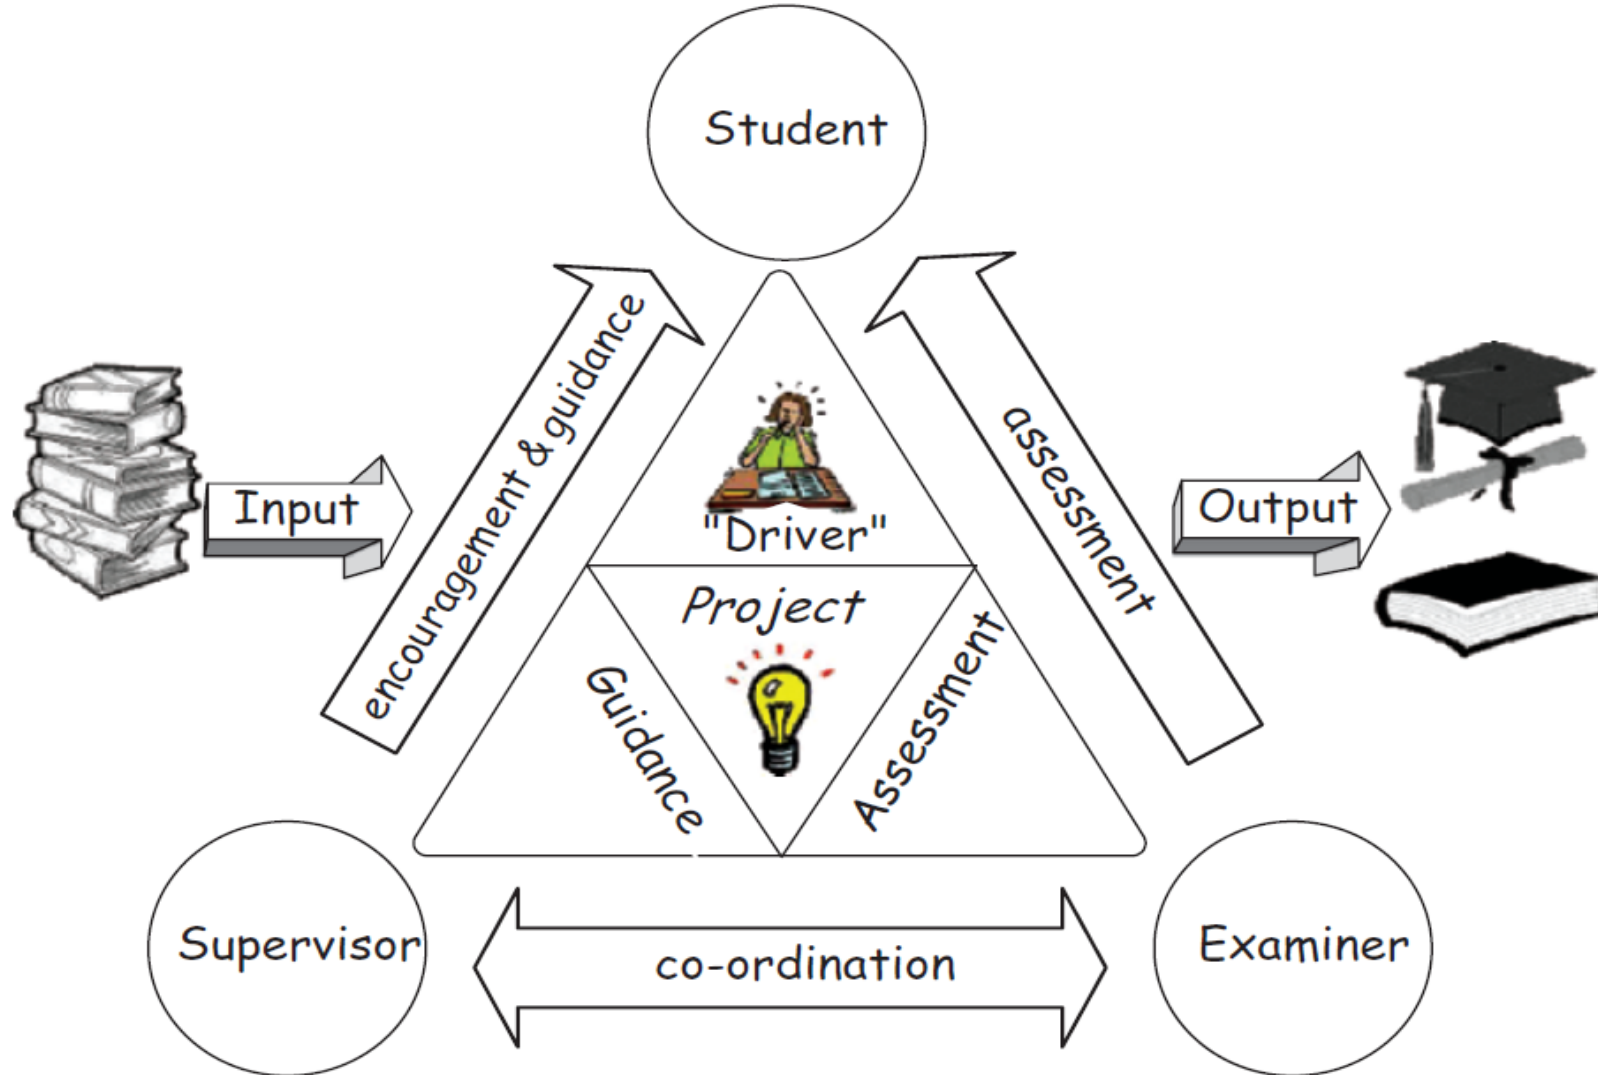 Student
encouragement & guidance
assessment
Input
"Driver"
Output
Project
Guidance
Assessment
Supervisor
co-ordination
Examiner